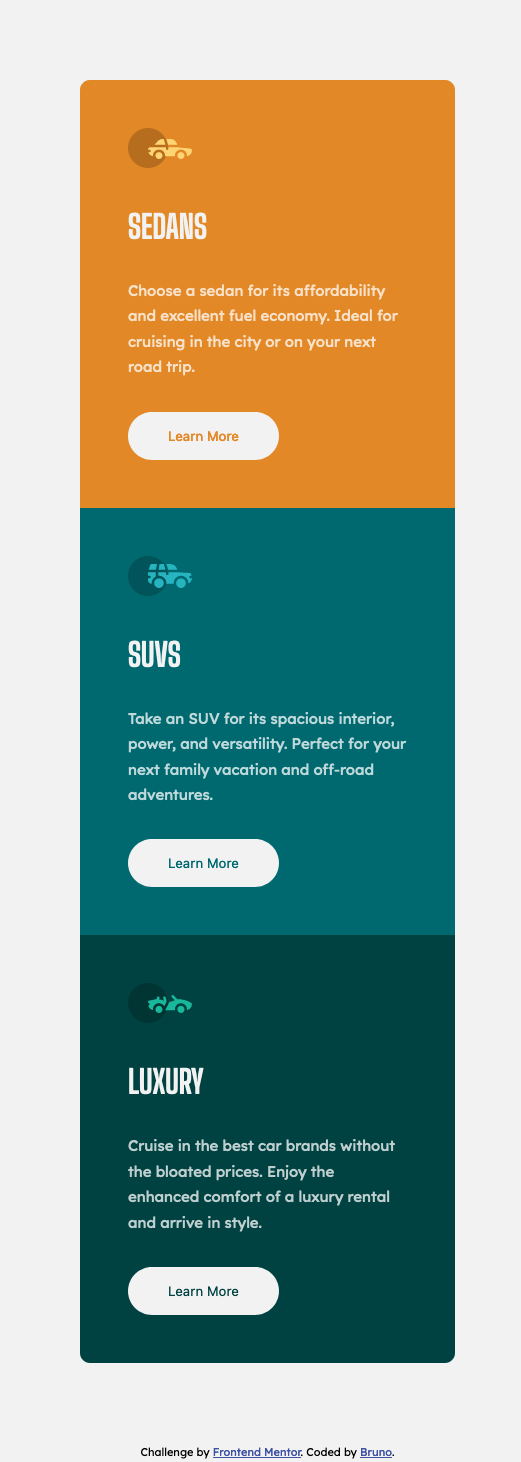 SEDANS
Choose a sedan for its affordability
and excellent fuel economy. Ideal for
cruising in the city or on your next
road trip.
Learn More
SUVS
Take an SUV for its spacious interior,
power, and versatility. Perfect for your
next family vacation and off-road
adventures.
Learn More
LUXURY
Cruise in the best car brands without
the bloated prices. Enjoy the
enhanced comfort of a luxury rental
and arrive in style.
Learn More
Challenge by Frontend Mentor. Coded by Bruno.